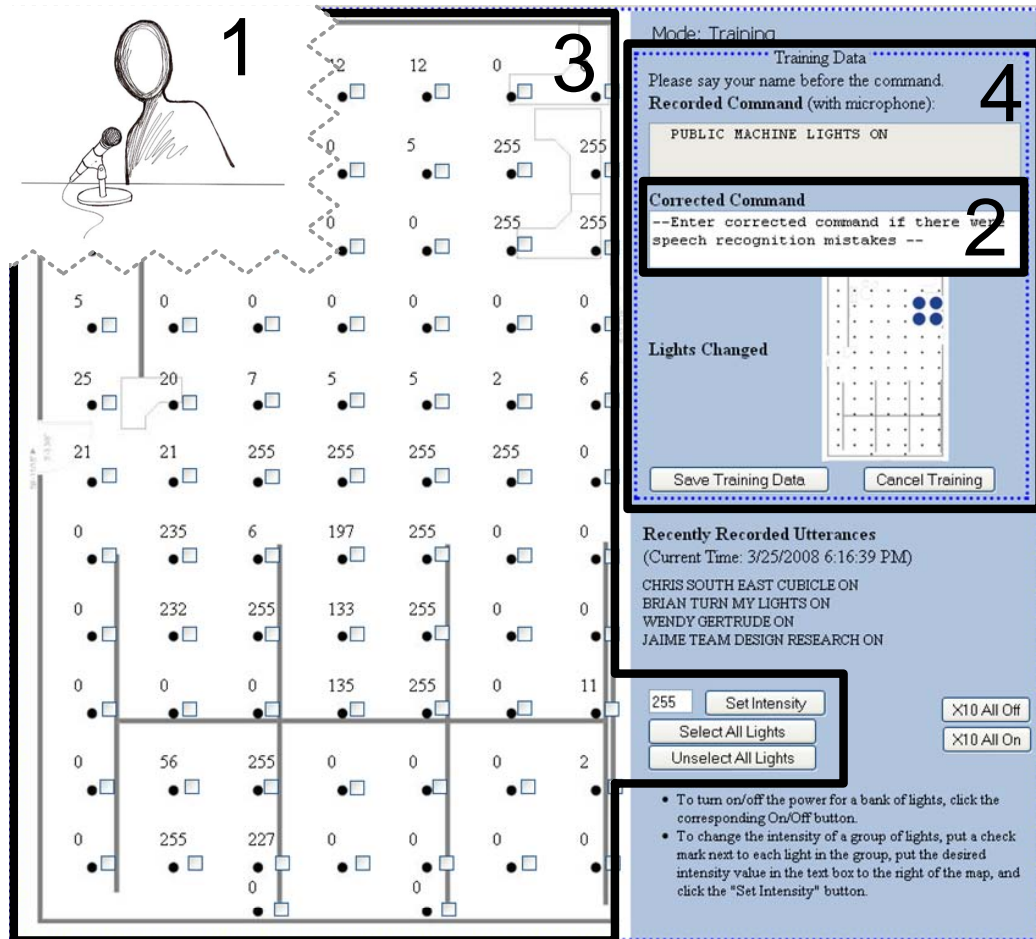 1
3
12 12 0
0 5 255 255
0 0 255 255
5 0 0 0 0 0 0
25 20 7 5 5 2 6
21 21 255 255 255 255 0
0 235 6 197 255 0 0
0 232 255 133 255 0 0
0 0 0 135 255 0 11
0 56 255 0 0 0 2
0 255 227 0 0 0 0
0 0
Mode: Training
Training Data
4
Please say your name before the command.
Recorded Command (with microphone):
PUBLIC MACHINE LIGHTS ON
Corrected Command
2
--Enter corrected command if there were
speech recognition mistakes --
Lights Changed
Save Training Data Cancel Training
Recently Recorded Utterances
(Current Time: 3/25/2008 6:16:39 PM)
CHRIS SOUTH EAST CUBICLE ON
BRIAN TURN MY LIGHTS ON
WENDY GERTRUDE ON
JAIME TEAM DESIGN RESEARCH ON
255 Set Intensity
Select All Lights
Unselect All Lights
X10 All Off
X10 All On
• To turn on/off the power for a bank of lights, click the
corresponding On/Off button.
• To change the intensity of a group of lights, put a check
mark next to each light in the group, put the desired
intensity value in the text box to the right of the map, and
click the "Set Intensity" button.